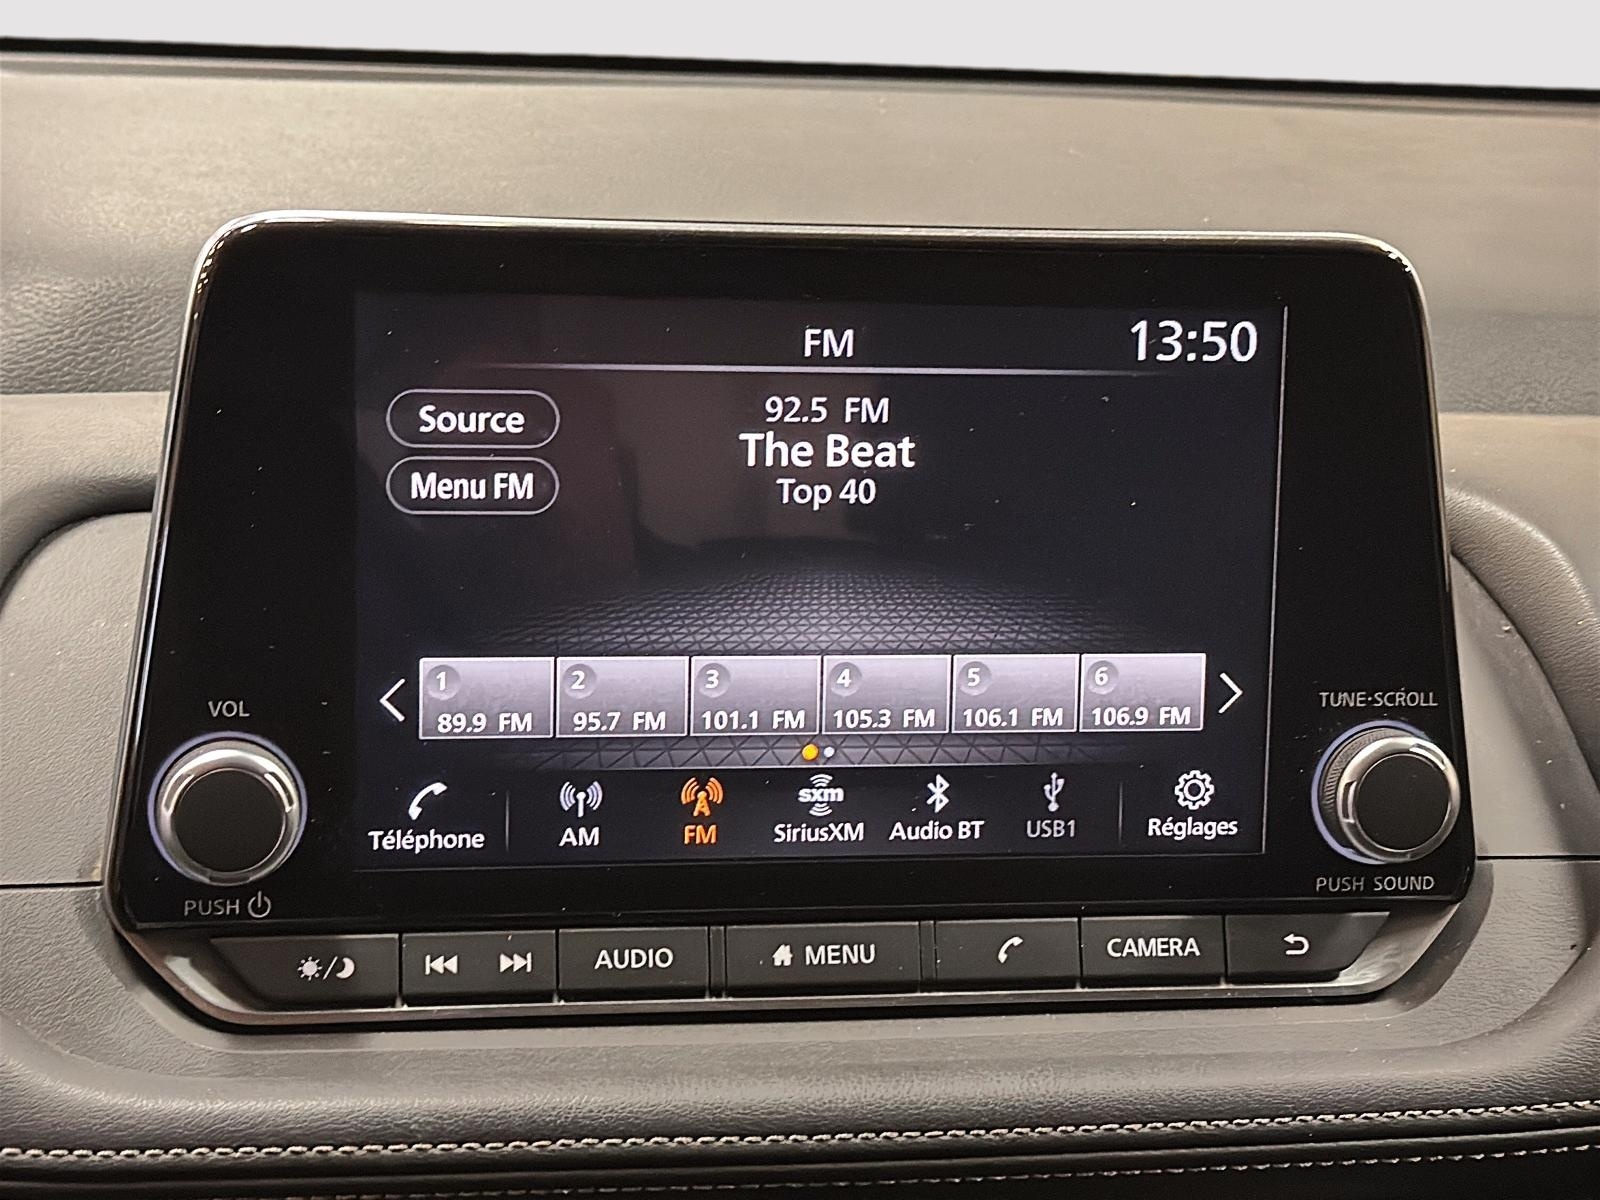 FM
13:50
Source
92.5 FM
The Beat
Menu FM
Top 40
1
2
3
4
5
6
89.9 FM
95.7 FM
101.1 FM
105.3 FM
106.1 FM
106.9 FM
VOL
TUNE·SCROLL
sxm
Téléphone
AM
FM
SiriusXM
Audio BT
USB1
Réglages
PUSH
PUSH SOUND
AUDIO
MENU
CAMERA